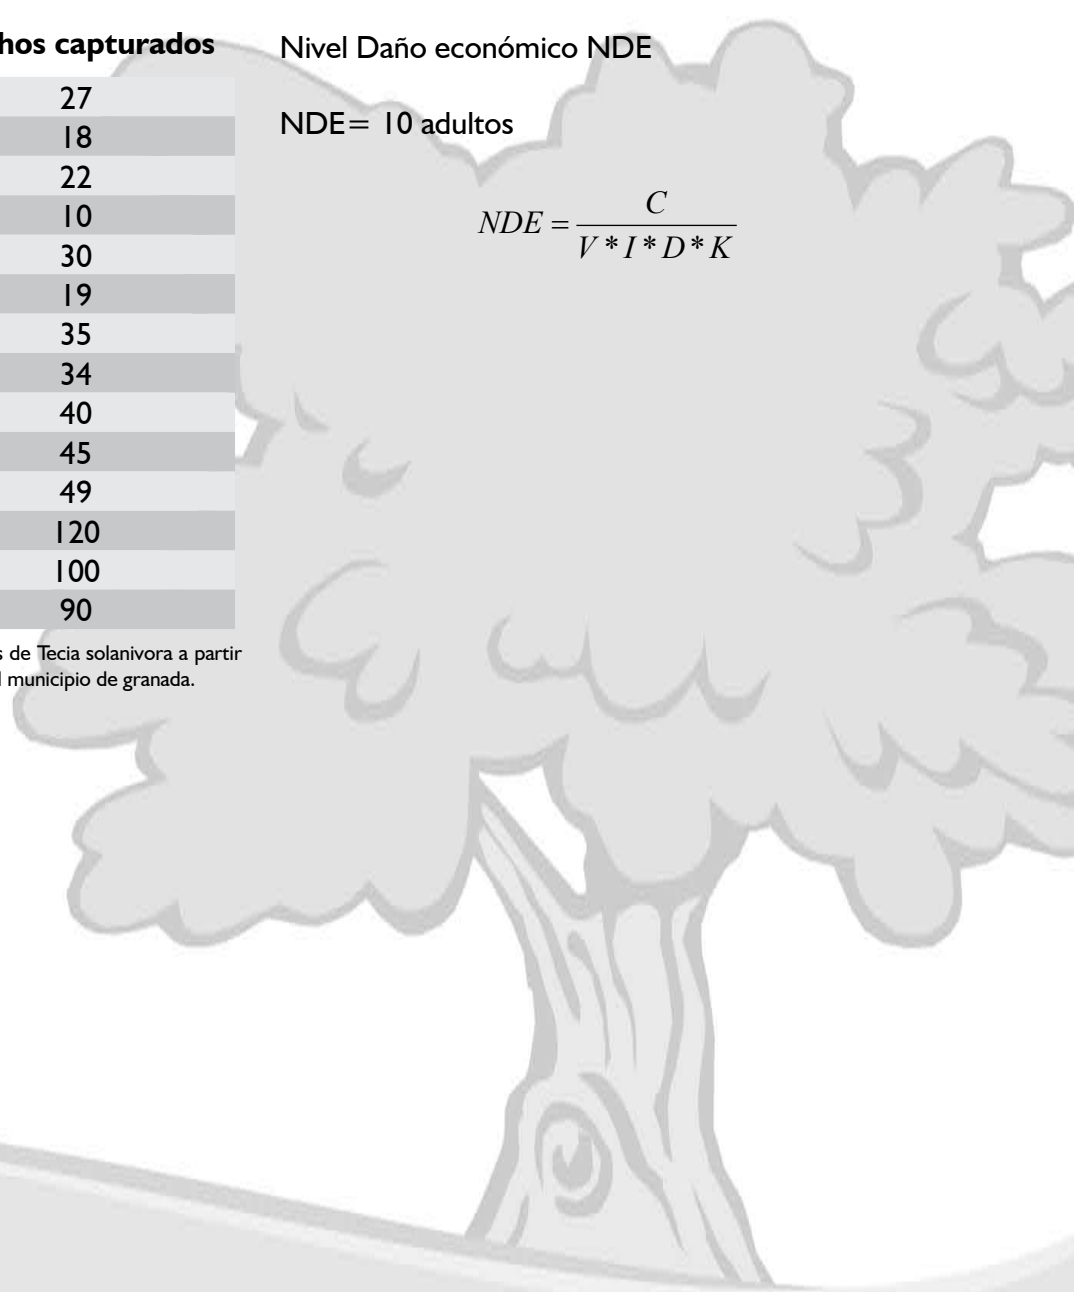 hos capturados
27
18
22
10
30
19
35
34
40
45
49
120
100
90
s de Tecia solanivora a partir
l municipio de granada.
Nivel Daño económico NDE
NDE= 10 adultos
NDE = C / V * I * D * K